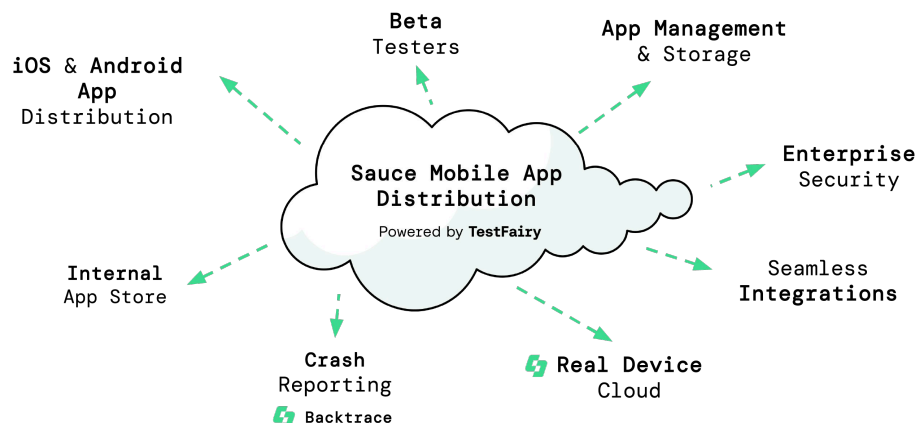 Beta
Testers
App Management
& Storage
iOS & Android
App
Distribution
Enterprise
Security
Sauce Mobile App
Distribution
Powered by TestFairy
Internal
App Store
Seamless
Integrations
Crash
Reporting
Backtrace
Real Device
Cloud